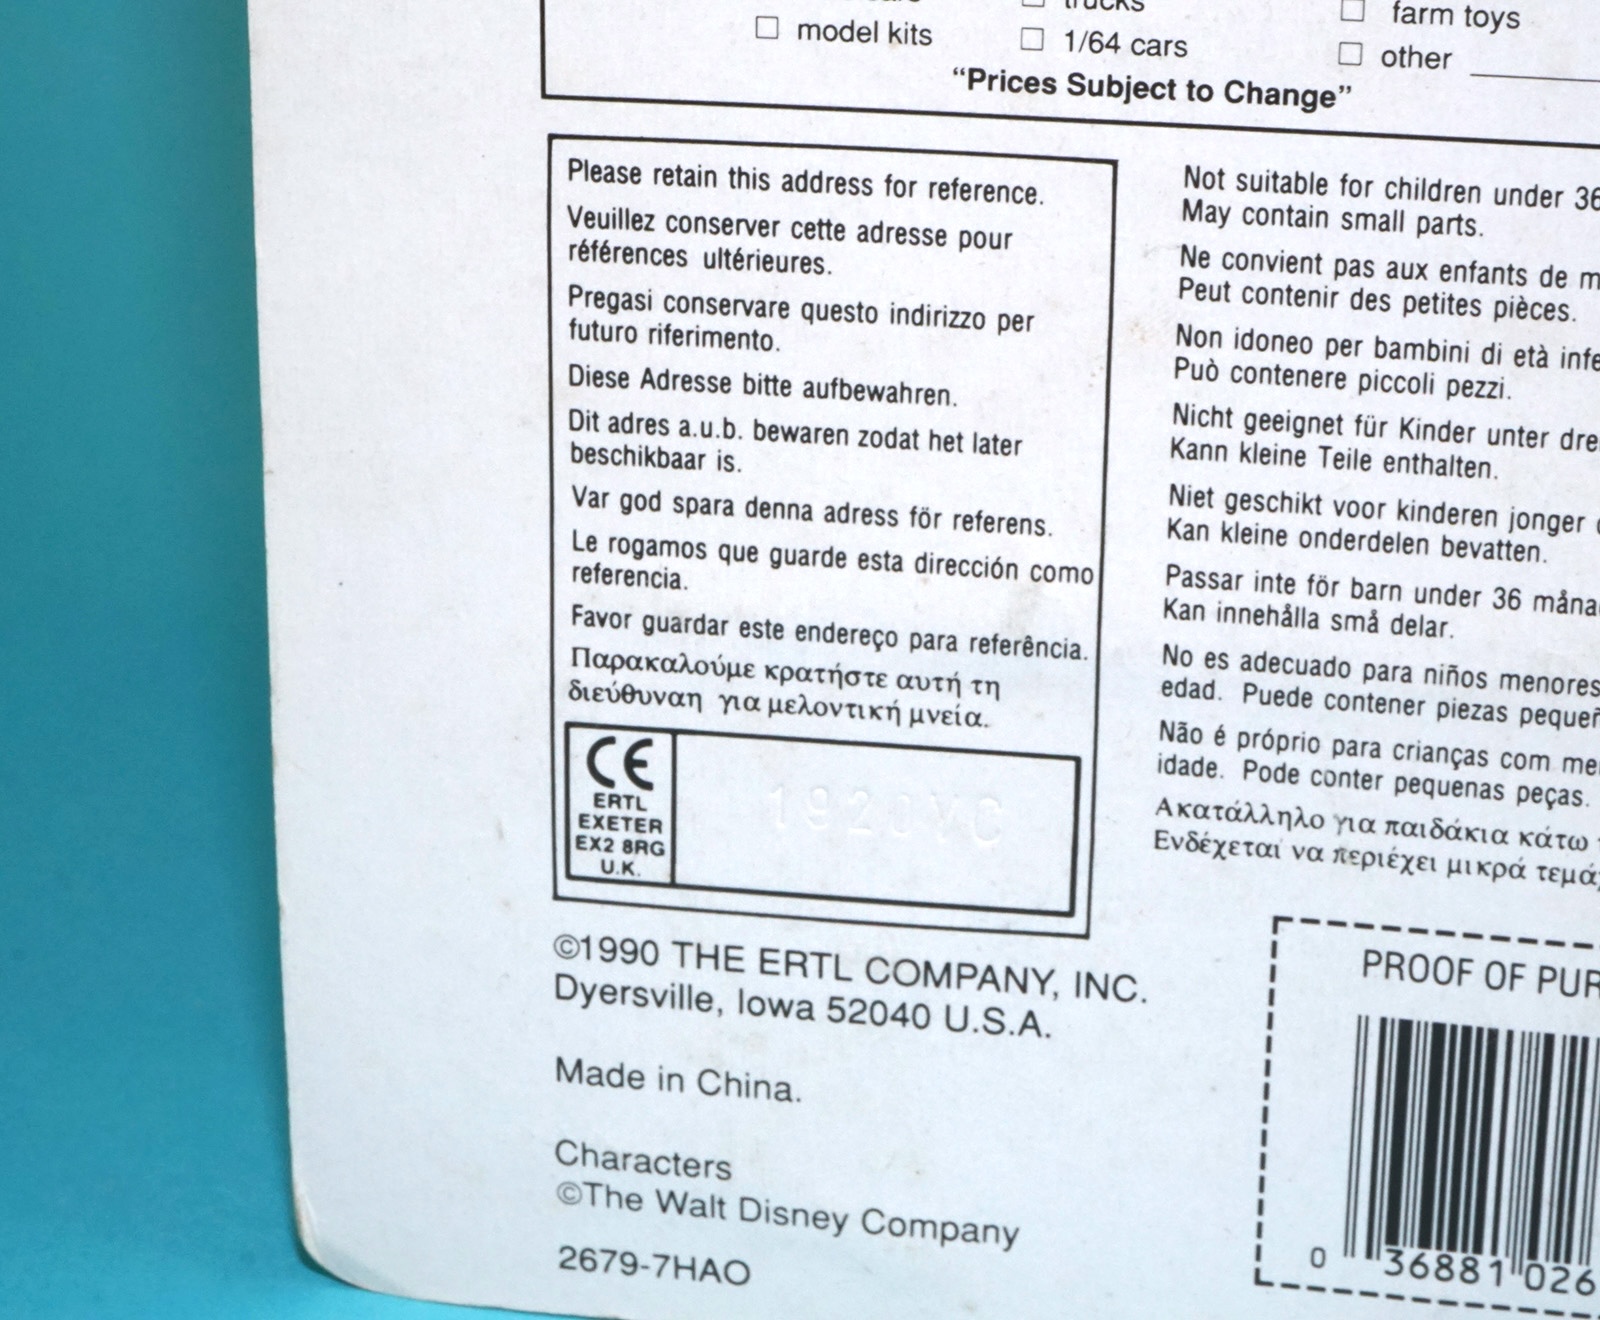 trucks
farm toys
model kits
1/64 cars
other
“Prices Subject to Change”
Please retain this address for reference.
Veuillez conserver cette adresse pour
références ultérieures.
Pregasi conservare questo indirizzo per
futuro riferimento.
Diese Adresse bitte aufbewahren.
Dit adres a.u.b. bewaren zodat het later
beschikbaar is.
Var god spara denna adress för referens.
Le rogamos que guarde esta dirección como
referencia.
Favor guardar este endereço para referência.
Παρακαλούμε κρατήστε αυτή τη
διεύθυναη για μελοντική μνεία.
CE
ERTL
EXETER
EX2 8RG
U.K.
©1990 THE ERTL COMPANY, INC.
Dyersville, Iowa 52040 U.S.A.
Made in China.
Characters
©The Walt Disney Company
2679-7HAO
Not suitable for children under 36
May contain small parts.
Ne convient pas aux enfants de
Peut contenir des petites pièces.
Non idoneo per bambini di età
Può contenere piccoli pezzi.
Nicht geeignet für Kinder unter
Kann kleine Teile enthalten.
Niet geschikt voor kinderen jonger
Kan kleine onderdelen bevatten.
Passar inte för barn under 36
Kan innehålla små delar.
No es adecuado para niños menores
edad. Puede contener piezas
Não é próprio para crianças com
idade. Pode conter pequenas peças.
Ακατάλληλο για παιδάκια κάτω
Ενδέχεται να περιέχει μικρά
PROOF OF
0 36881 026